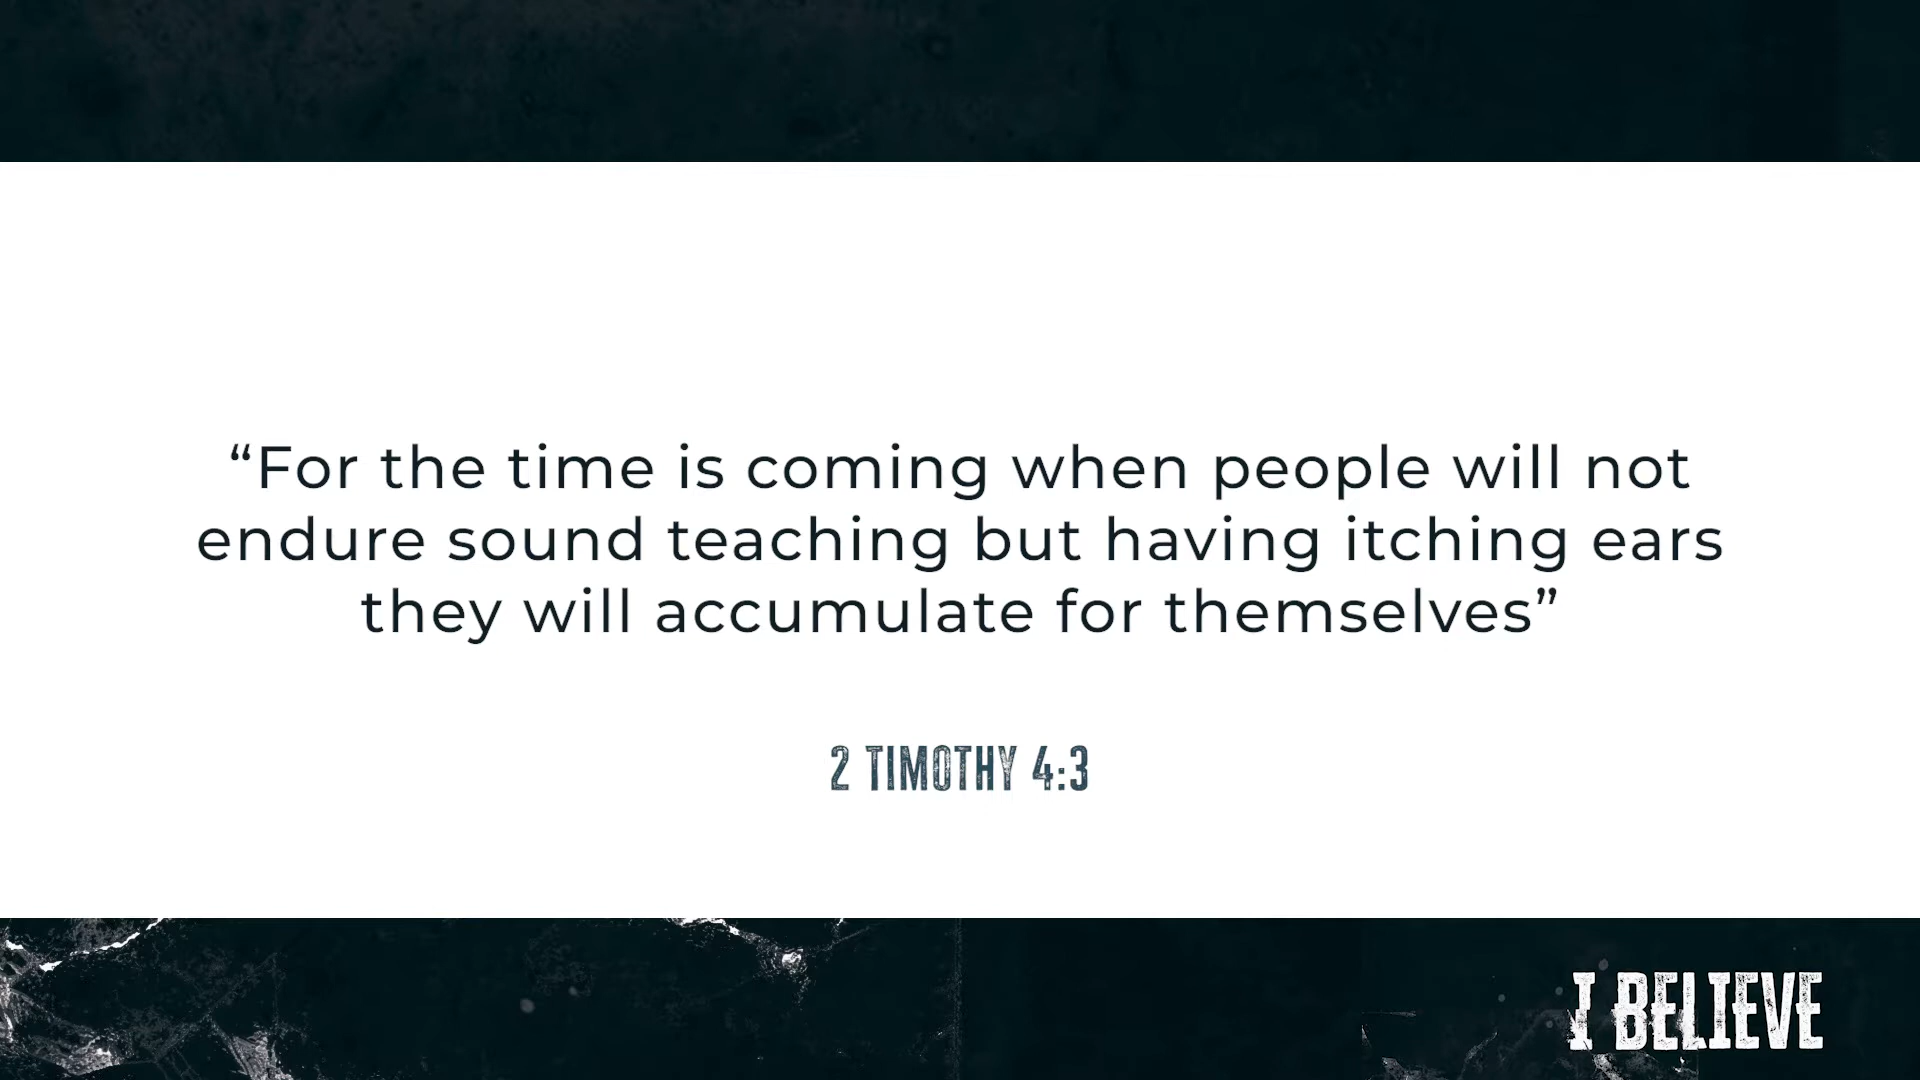 “For the time is coming when people will not
endure sound teaching but having itching ears
they will accumulate for themselves”
2 TIMOTHY 4:3
I BELIEVE